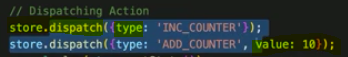 // Dispatching Action
store.dispatch({type: 'INC_COUNTER'});
store.dispatch({type: 'ADD_COUNTER', value: 10});